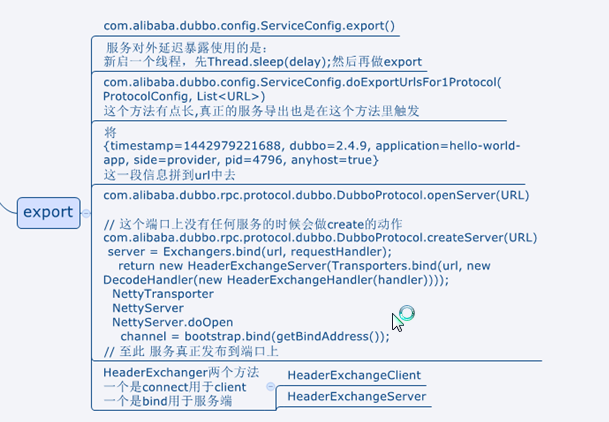 export
com.alibaba.dubbo.config.ServiceConfig.export()
服务对外延迟暴露使用的是：
新启一个线程，先Thread.sleep(delay);然后再做export
com.alibaba.dubbo.config.ServiceConfig.doExportUrlsFor1Protocol(
ProtocolConfig, List<URL>)
这个方法有点长,真正的服务导出也是在这个方法里触发
将
{timestamp=1442979221688, dubbo=2.4.9, application=hello-world-
app, side=provider, pid=4796, anyhost=true}
这一段信息拼到url中去
com.alibaba.dubbo.rpc.protocol.dubbo.DubboProtocol.openServer(URL)
// 这个端口上没有任何服务的时候会做create的动作
com.alibaba.dubbo.rpc.protocol.dubbo.DubboProtocol.createServer(URL)
server = Exchangers.bind(url, requestHandler);
return new HeaderExchangeServer(Transporters.bind(url, new
DecodeHandler(new HeaderExchangeHandler(handler))));
NettyTransporter
NettyServer
NettyServer.doOpen
channel = bootstrap.bind(getBindAddress());
// 至此 服务真正发布到端口上
HeaderExchanger两个方法
一个是connect用于client
一个是bind用于服务端
HeaderExchangeClient
HeaderExchangeServer